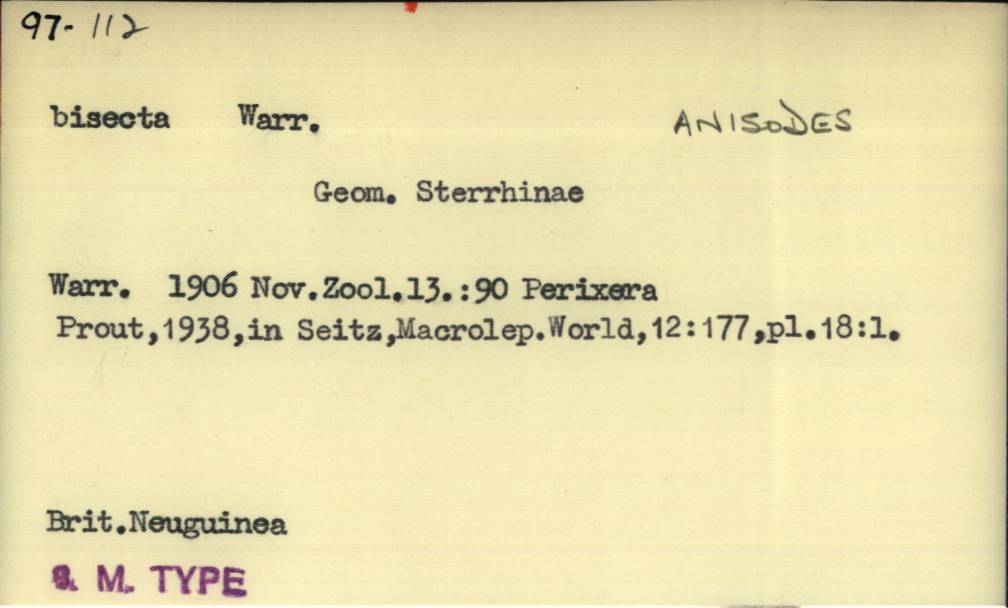 97-112
bisecta Warr. ANISODES
Geom. Sterrhinae
Warr. 1906 Nov.Zool.13.:90 Perixera
Prout,1938,in Seitz,Macrolep.World,12:177,pl.18:1.
Brit.Neuguinea
M. TYPE